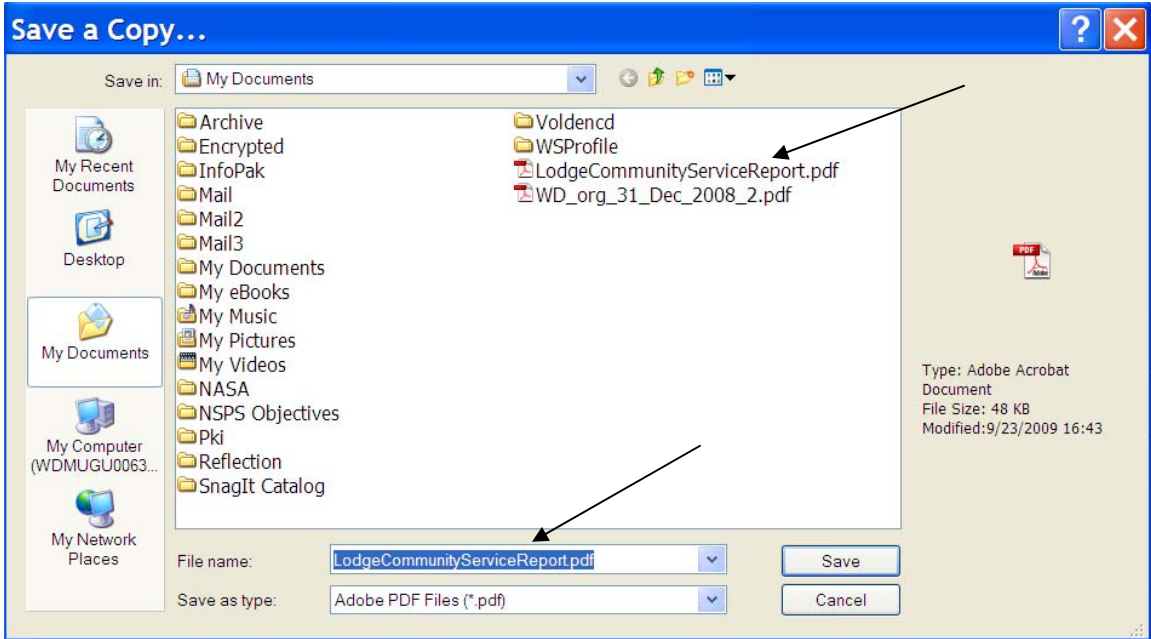 Save a Copy...
?
Save in:
My Documents
My Recent
Documents
Desktop
My Documents
My Computer
(WDMUGU0063...
My Network
Places
Archive
Encrypted
InfoPak
Mail
Mail2
Mail3
My Documents
My eBooks
My Music
My Pictures
My Videos
NASA
NSPS Objectives
Pki
Reflection
SnagIt Catalog
Voldencd
WSProfile
LodgeCommunityServiceReport.pdf
WD_org_31_Dec_2008_2.pdf
PDF
Adobe
Type: Adobe Acrobat
Document
File Size: 48 KB
Modified:9/23/2009 16:43
File name:
LodgeCommunityServiceReport.pdf
Save
Save as type:
Adobe PDF Files (*.pdf)
Cancel